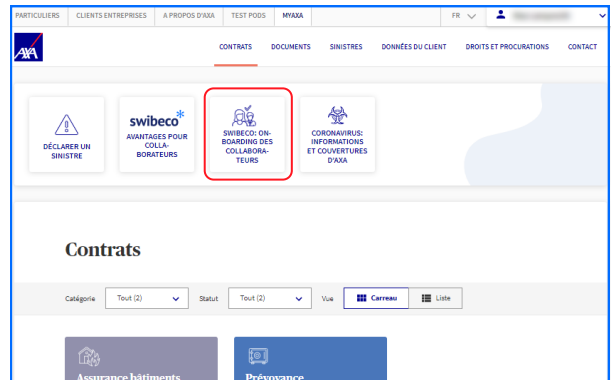 PARTICULIERS CLIENTS ENTREPRISES A PROPOS D'AXA TEST PODS MYAXA FR
AXA CONTRATS DOCUMENTS SINISTRES DONNÉES DU CLIENT DROITS ET PROCURATIONS CONTACT
DÉCLARER UN
SINISTRE
swibeco*
AVANTAGES POUR
COLLA-
BORATEURS
SWIBECO: ON-
BOARDING DES
COLLABORA-
TEURS
CORONAVIRUS:
INFORMATIONS
ET COUVERTURES
D'AXA
Contrats
Catégorie Tout (2) Statut Tout (2) Vue Carreau Liste
Assurance bâtiments
Prévoyance